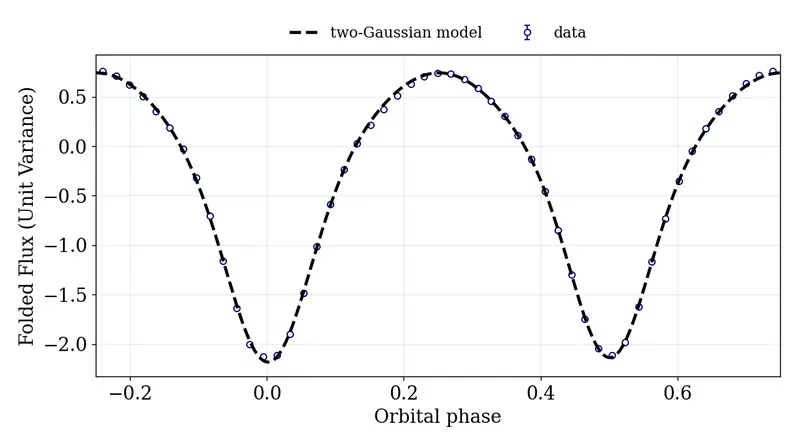 two-Gaussian model data
Folded Flux (Unit Variance)
0.5
0.0
−0.5
−1.0
−1.5
−2.0
−0.2 0.0 0.2 0.4 0.6
Orbital phase